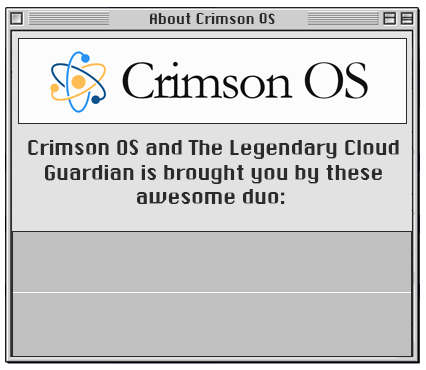 About Crimson OS
Crimson OS
Crimson OS and The Legendary Cloud
Guardian is brought you by these
awesome duo: